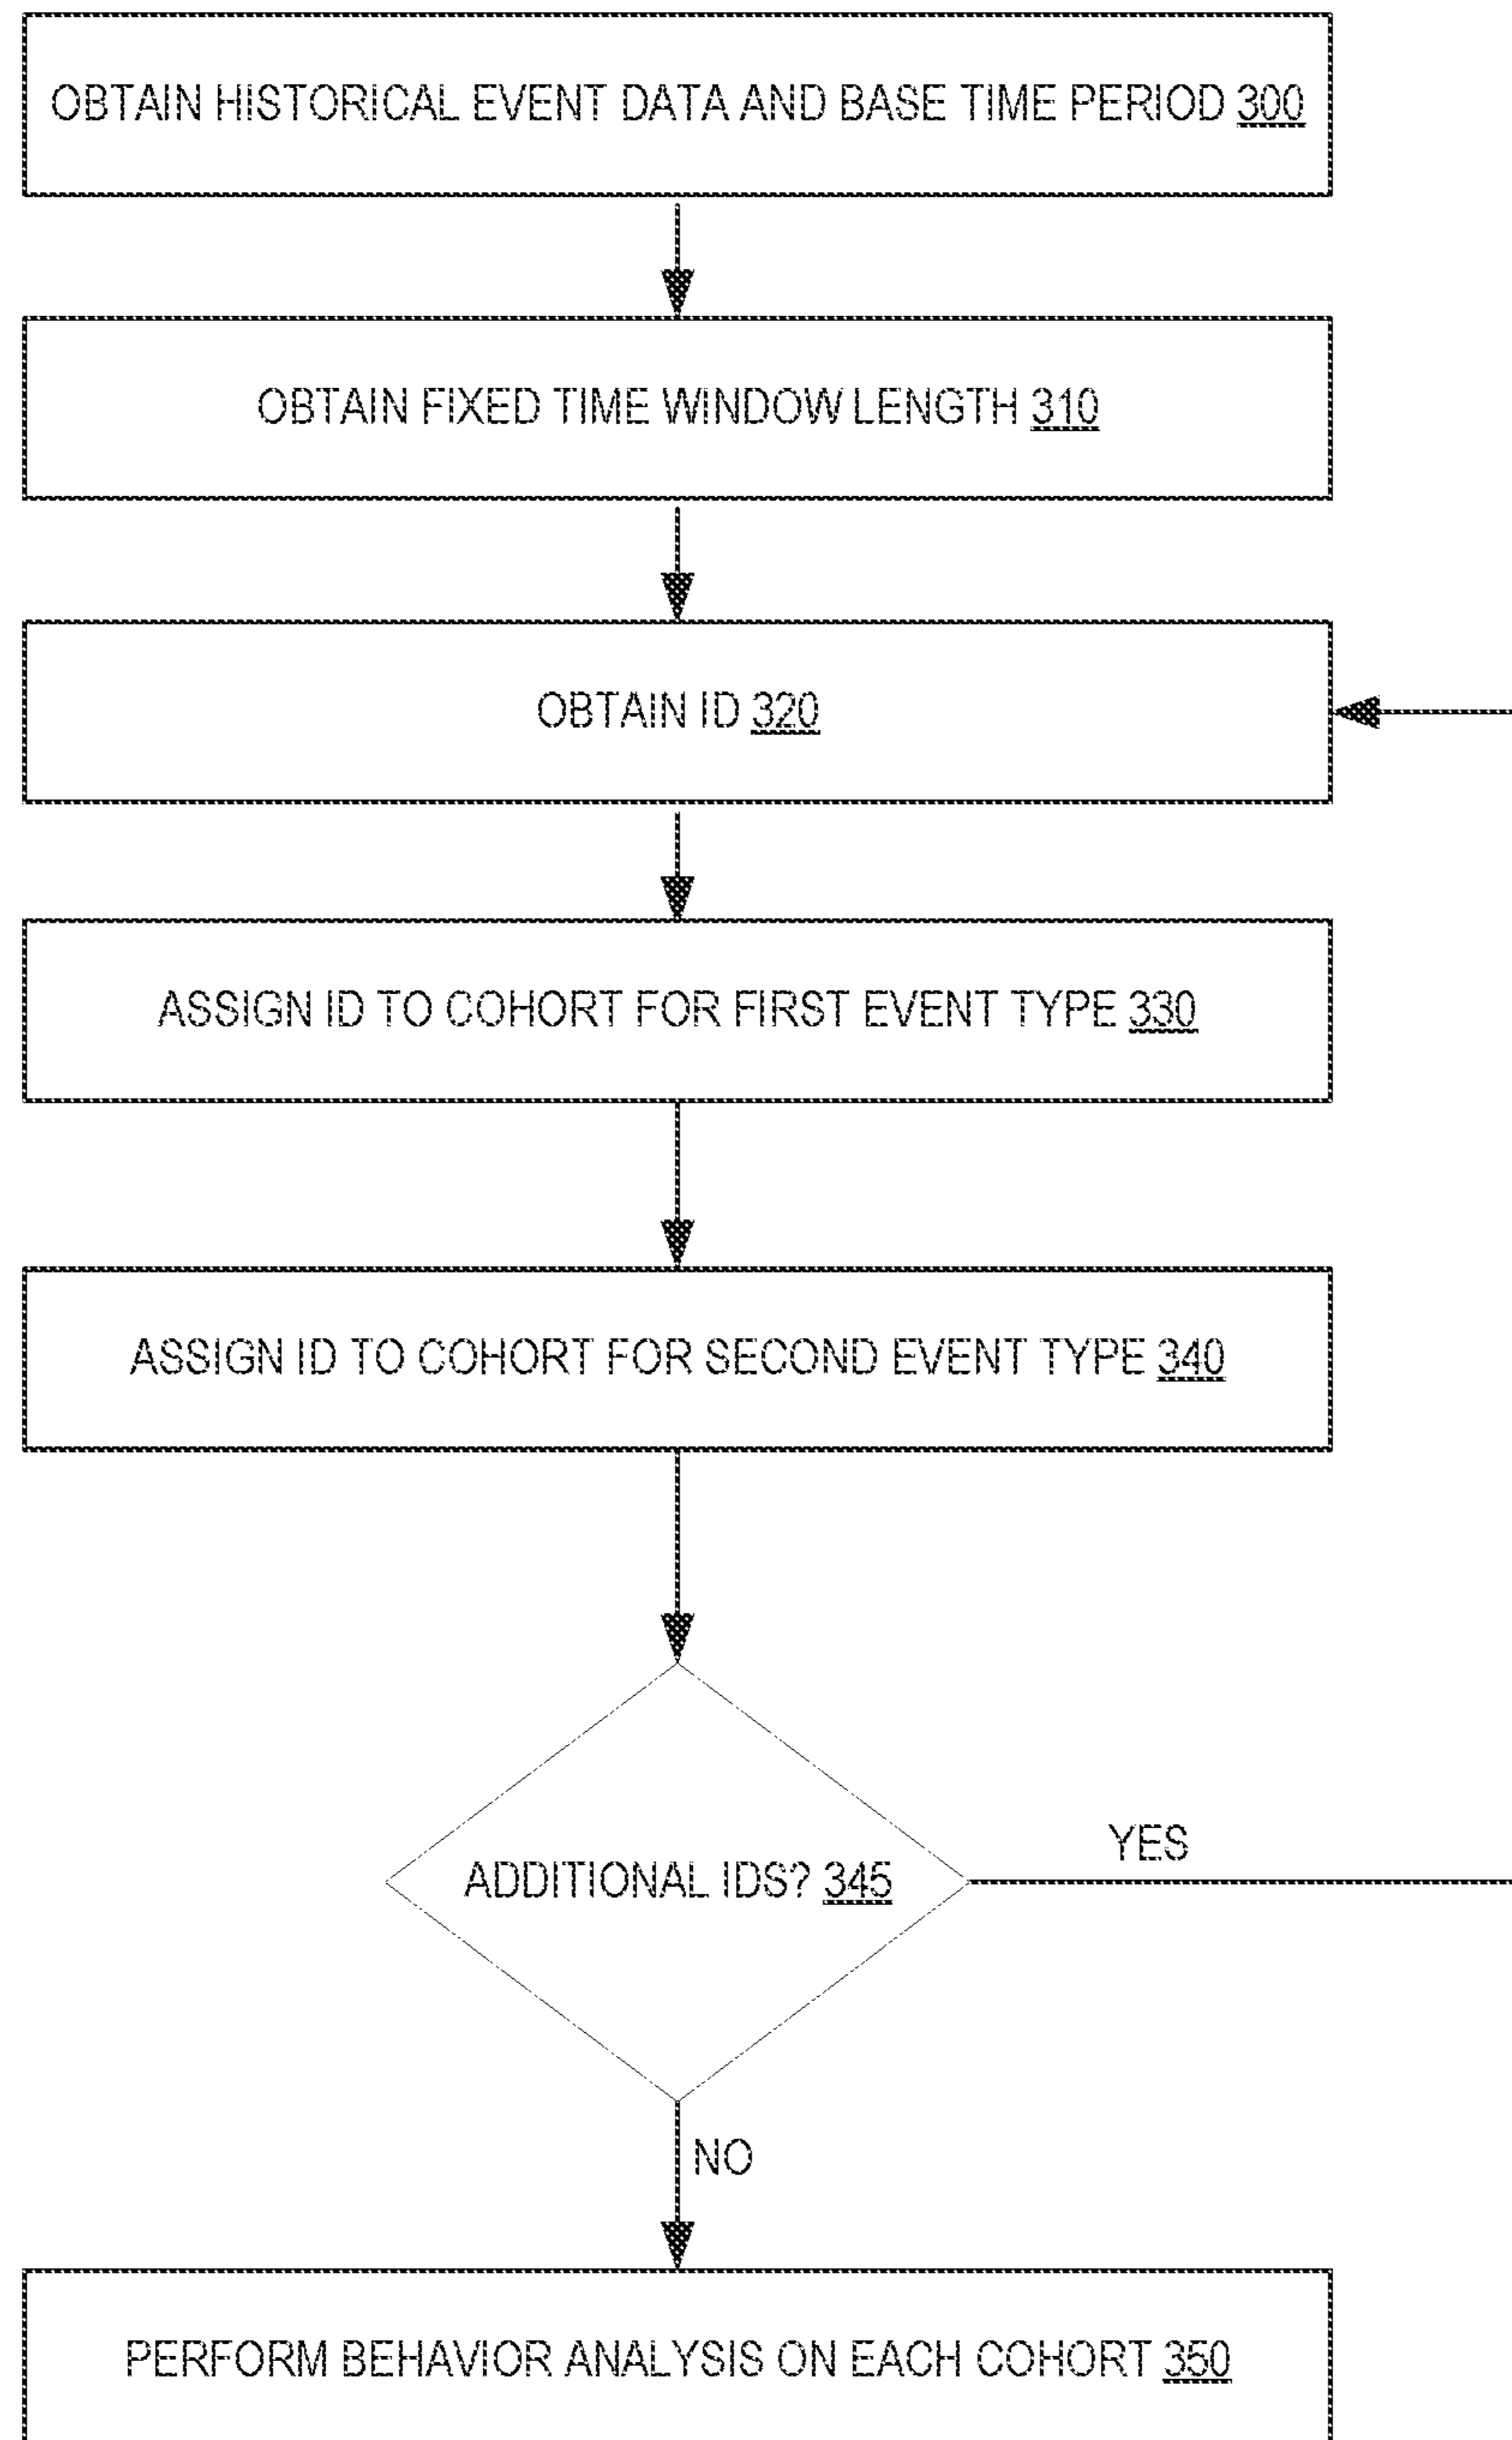 OBTAIN HISTORICAL EVENT DATA AND BASE TIME PERIOD 300
OBTAIN FIXED TIME WINDOW LENGTH 310
OBTAIN ID 320
ASSIGN ID TO COHORT FOR FIRST EVENT TYPE 330
ASSIGN ID TO COHORT FOR SECOND EVENT TYPE 340
ADDITIONAL IDS? 345
YES
NO
PERFORM BEHAVIOR ANALYSIS ON EACH COHORT 350